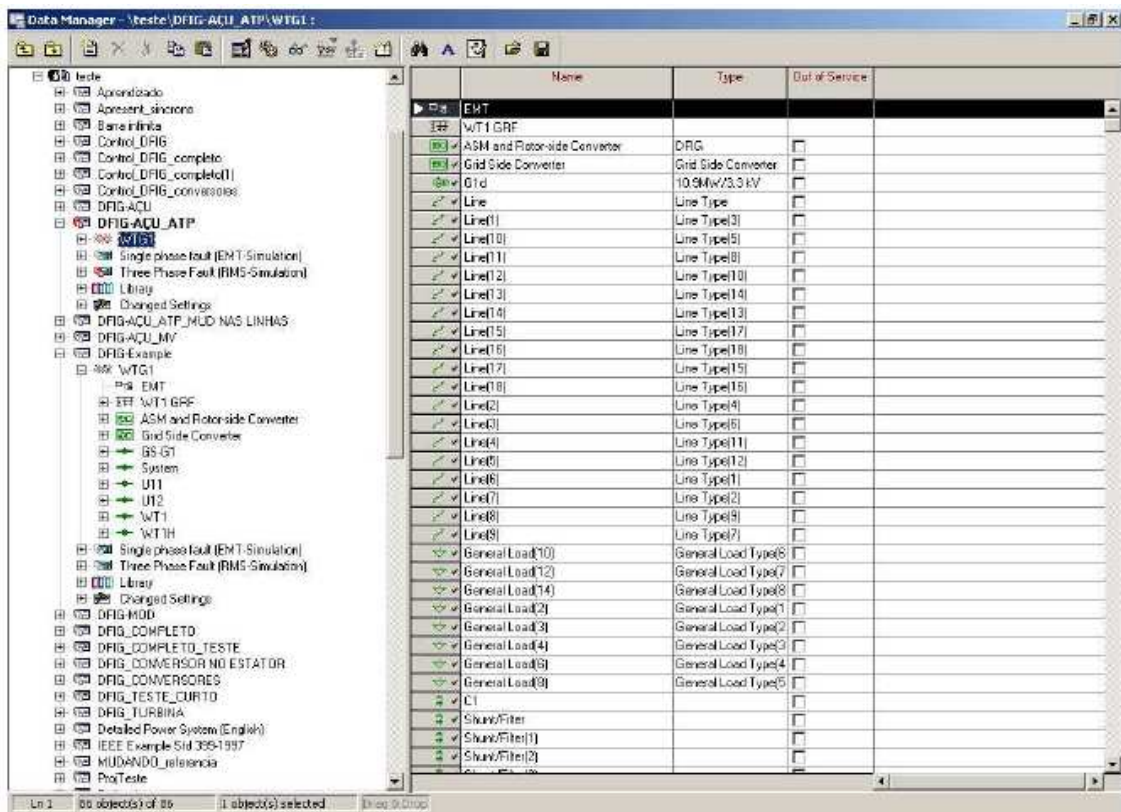 Data Manager - \teste\DFIG-AÇU_ATP\WTG1 :
teste
Aprendizado
Apresent_sincrono
Barra infinita
Control_DFIG
Control_DFIG_completo
Control_DFIG_completo(1)
Control_DFIG_conversores
DFIG-AÇU
DFIG-AÇU_ATP
WTG1
Single phase fault (EMT-Simulation)
Three Phase Fault (RMS-Simulation)
Library
Changed Settings
DFIG-AÇU_ATP_MUD NAS LINHAS
DFIG-AÇU_MV
DFIG-Example
WTG1
EMT
WT1 GRF
ASM and Rotor-side Converter
Grid Side Converter
GS-G1
System
U11
U12
WT1
WT1H
Single phase fault (EMT-Simulation)
Three Phase Fault (RMS-Simulation)
Library
Changed Settings
DFIG-MOD
DFIG_COMPLETO
DFIG_COMPLETO_TESTE
DFIG_CONVERSOR NO ESTATOR
DFIG_CONVERSORES
DFIG_TESTE_CURTO
DFIG_TURBINA
Detailed Power System (English)
IEEE Example Std 399-1997
MUDANDO_referencia
ProjTeste
Name Type Out of Service
EMT
WT1 GRF
ASM and Rotor-side Converter DFIG
Grid Side Converter Grid Side Converter
G1d 10.9MW/3.3 kV
Line Line Type
Line(1) Line Type(3)
Line(10) Line Type(5)
Line(11) Line Type(8)
Line(12) Line Type(10)
Line(13) Line Type(14)
Line(14) Line Type(13)
Line(15) Line Type(17)
Line(16) Line Type(18)
Line(17) Line Type(15)
Line(18) Line Type(16)
Line(2) Line Type(4)
Line(3) Line Type(6)
Line(4) Line Type(11)
Line(5) Line Type(12)
Line(6) Line Type(1)
Line(7) Line Type(2)
Line(8) Line Type(9)
Line(9) Line Type(7)
General Load(10) General Load Type(6
General Load(12) General Load Type(7
General Load(14) General Load Type(8
General Load(2) General Load Type(1
General Load(3) General Load Type(2
General Load(4) General Load Type(3
General Load(6) General Load Type(4
General Load(8) General Load Type(5
C1
Shunt/Filter
Shunt/Filter(1)
Shunt/Filter(2)
Ln 1 86 object(s) of 86 1 object(s) selected Drag & Drop